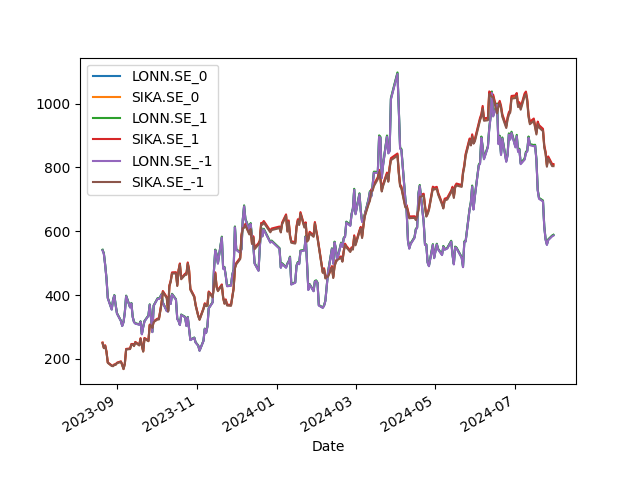 LONN.SE_0
SIKA.SE_0
LONN.SE_1
SIKA.SE_1
LONN.SE_-1
SIKA.SE_-1
1000
800
600
400
200
2023-09
2023-11
2024-01
2024-03
2024-05
2024-07
Date